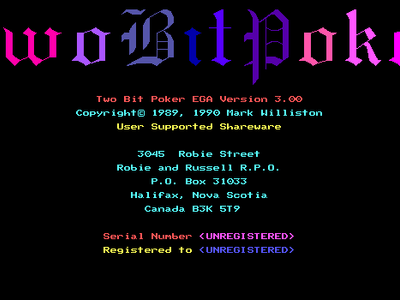 woBitPoke
Two Bit Poker EGA Version 3.00
Copyright© 1989, 1990 Mark Williston
User Supported Shareware
3045 Robie Street
Robie and Russell R.P.O.
P.O. Box 31033
Halifax, Nova Scotia
Canada B3K 5T9
Serial Number <UNREGISTERED>
Registered to <UNREGISTERED>